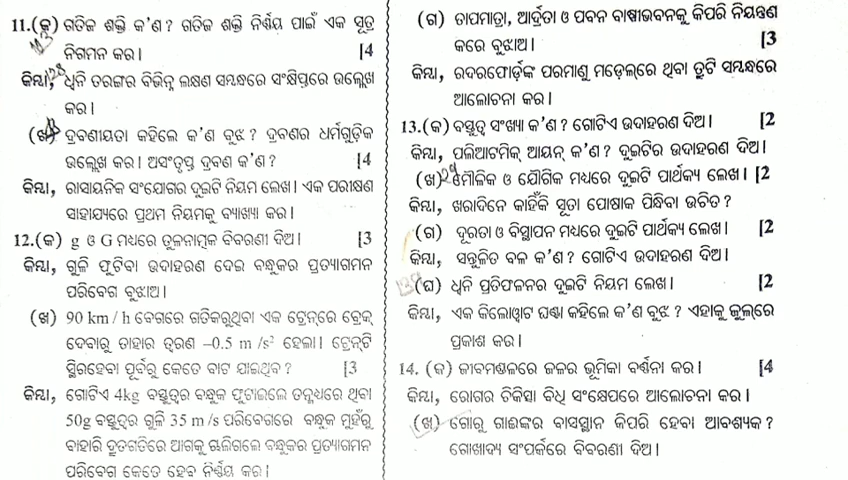 11.(କ) ଗତିଜ ଶକ୍ତି କ'ଣ ? ଗତିଜ ଶକ୍ତି ନିର୍ଣ୍ଣୟ ପାଇଁ ଏକ ସୂତ୍ର
ନିଗମନ କର। [4
କିମ୍ବା, ଧ୍ୱନି ତରଙ୍ଗର ବିଭିନ୍ନ ଲକ୍ଷଣ ସମ୍ବନ୍ଧରେ ସଂକ୍ଷିପ୍ତରେ ଉଲ୍ଲେଖ
କର।
(ଖ) ଦ୍ରବଣୀୟତା କହିଲେ କ'ଣ ବୁଝ ? ଦ୍ରବଣର ଧର୍ମଗୁଡ଼ିକ
ଉଲ୍ଲେଖ କର। ଅସଂତୃପ୍ତ ଦ୍ରବଣ କ'ଣ ? [4
କିମ୍ବା, ରାସାୟନିକ ସଂଯୋଗର ଦୁଇଟି ନିୟମ ଲେଖ। ଏକ ପରୀକ୍ଷଣ
ସାହାଯ୍ୟରେ ପ୍ରଥମ ନିୟମକୁ ବ୍ୟାଖ୍ୟା କର।
12.(କ) g ଓ G ମଧ୍ୟରେ ତୁଳନାତ୍ମକ ବିବରଣୀ ଦିଅ। [3
କିମ୍ବା, ଗୁଳି ଫୁଟିବା ଉଦାହରଣ ଦେଇ ବନ୍ଧୁକର ପ୍ରତ୍ୟାଗମନ
ପରିବେଗ ବୁଝାଅ।
(ଖ) 90 km / h ବେଗରେ ଗତିକରୁଥିବା ଏକ ଟ୍ରେନ୍‌ରେ ବ୍ରେକ୍
ଦେବାରୁ ତାହାର ତ୍ୱରଣ –0.5 m /s² ହେଲା। ଟ୍ରେନ୍‌ଟି
ସ୍ଥିରହେବା ପୂର୍ବରୁ କେତେ ବାଟ ଯାଇଥିବ ? [3
କିମ୍ବା, ଗୋଟିଏ 4kg ବସ୍ତୁତ୍ୱର ବନ୍ଧୁକ ଫୁଟାଇଲେ ତନ୍ମଧ୍ୟରେ ଥିବା
50g ବସ୍ତୁତ୍ୱର ଗୁଳି 35 m /s ପରିବେଗରେ ବନ୍ଧୁକ ମୁହଁରୁ
ବାହାରି ଦ୍ରୁତଗତିରେ ଆଗକୁ ଚାଲିଗଲେ ବନ୍ଧୁକର ପ୍ରତ୍ୟାଗମନ
ପରିବେଗ କେତେ ହେବ ନିର୍ଣ୍ଣୟ କର।
(ଗ) ତାପମାତ୍ରା, ଆର୍ଦ୍ରତା ଓ ପବନ ବାଷ୍ପୀଭବନକୁ କିପରି ନିୟନ୍ତ୍ରଣ
କରେ ବୁଝାଅ। [3
କିମ୍ବା, ରଦରଫୋର୍ଡ଼ଙ୍କ ପରମାଣୁ ମଡ଼େଲ୍‌ରେ ଥିବା ତ୍ରୁଟି ସମ୍ବନ୍ଧରେ
ଆଲୋଚନା କର।
13.(କ) ବସ୍ତୁତ୍ୱ ସଂଖ୍ୟା କ'ଣ ? ଗୋଟିଏ ଉଦାହରଣ ଦିଅ। [2
କିମ୍ବା, ପଲିଆଟମିକ୍ ଆୟନ୍ କ'ଣ ? ଦୁଇଟିର ଉଦାହରଣ ଦିଅ।
(ଖ) ମୌଳିକ ଓ ଯୌଗିକ ମଧ୍ୟରେ ଦୁଇଟି ପାର୍ଥକ୍ୟ ଲେଖ। [2
କିମ୍ବା, ଖରାଦିନେ କାହିଁକି ସୂତା ପୋଷାକ ପିନ୍ଧିବା ଉଚିତ ?
(ଗ) ଦୂରତା ଓ ବିସ୍ଥାପନ ମଧ୍ୟରେ ଦୁଇଟି ପାର୍ଥକ୍ୟ ଲେଖ। [2
କିମ୍ବା, ସନ୍ତୁଳିତ ବଳ କ'ଣ ? ଗୋଟିଏ ଉଦାହରଣ ଦିଅ।
(ଘ) ଧ୍ୱନି ପ୍ରତିଫଳନର ଦୁଇଟି ନିୟମ ଲେଖ। [2
କିମ୍ବା, ଏକ କିଲୋୱାଟ ଘଣ୍ଟା କହିଲେ କ'ଣ ବୁଝ ? ଏହାକୁ ଜୁଲ୍‌ରେ
ପ୍ରକାଶ କର।
14. (କ) ଜୀବମଣ୍ଡଳରେ ଜଳର ଭୂମିକା ବର୍ଣ୍ଣନା କର। [4
କିମ୍ବା, ରୋଗର ଚିକିତ୍ସା ବିଧି ସଂକ୍ଷେପରେ ଆଲୋଚନା କର।
(ଖ) ଗୋରୁ ଗାଈଙ୍କର ବାସସ୍ଥାନ କିପରି ହେବା ଆବଶ୍ୟକ ?
ଗୋଖାଦ୍ୟ ସଂପର୍କରେ ବିବରଣୀ ଦିଅ।